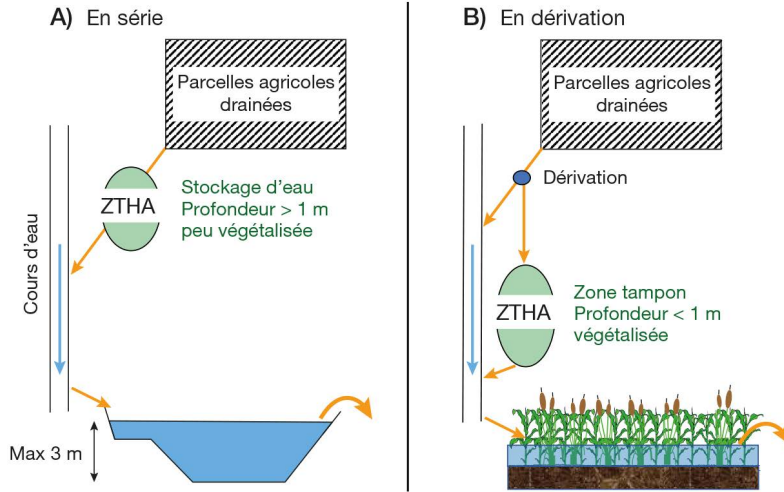 A) En série
Parcelles agricoles
drainées
ZTHA
Stockage d'eau
Profondeur > 1 m
peu végétalisée
Cours d'eau
Max 3 m
B) En dérivation
Parcelles agricoles
drainées
Dérivation
ZTHA
Zone tampon
Profondeur < 1 m
végétalisée